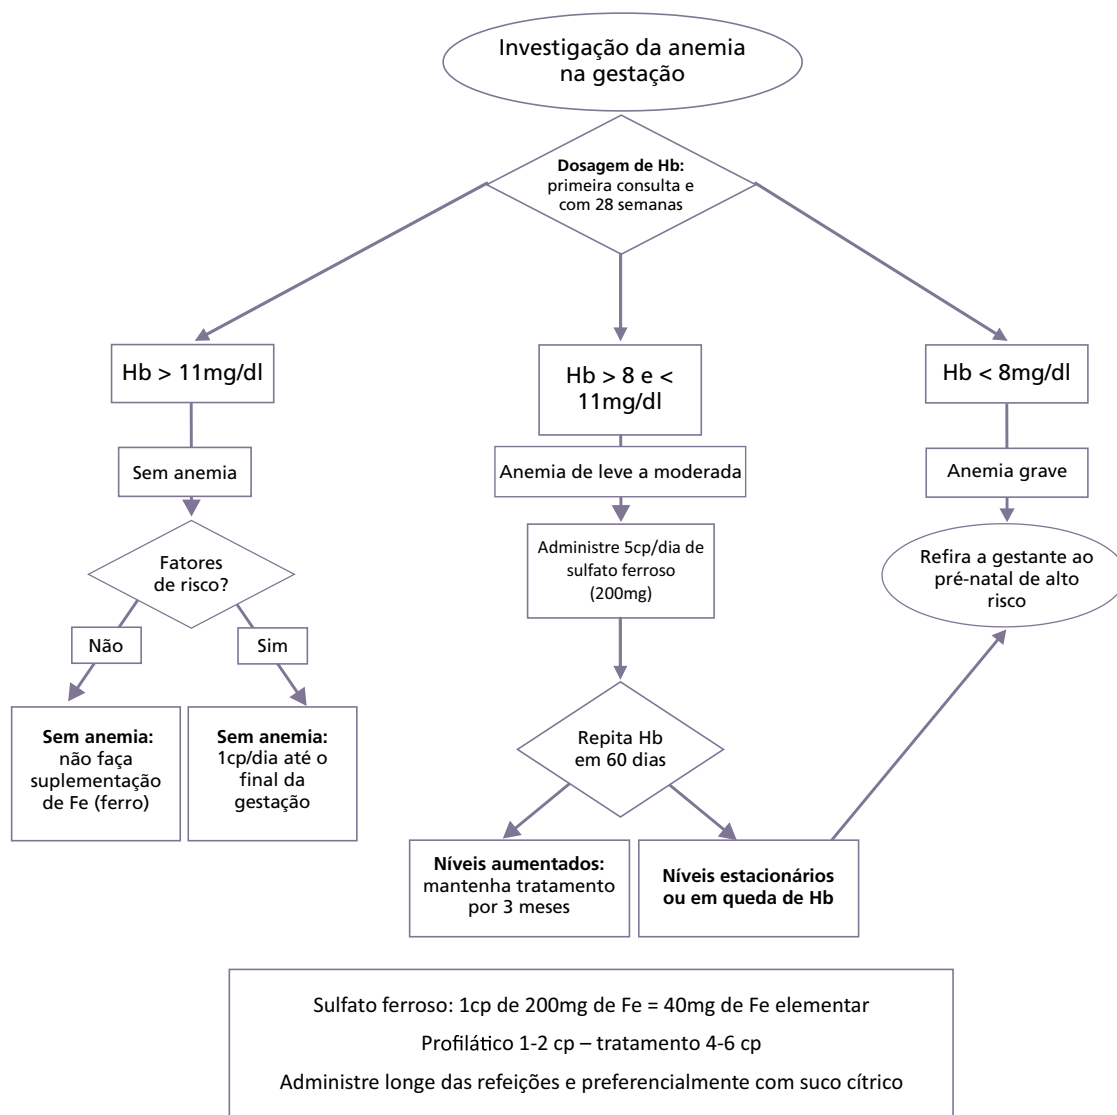 Investigação da anemia
na gestação
Dosagem de Hb:
primeira consulta e
com 28 semanas
Hb > 11mg/dl
Sem anemia
Fatores
de risco?
Não
Sim
Sem anemia:
não faça
suplementação
de Fe (ferro)
Sem anemia:
1cp/dia até o
final da
gestação
Hb > 8 e <
11mg/dl
Anemia de leve a moderada
Administre 5cp/dia de
sulfato ferroso
(200mg)
Repita Hb
em 60 dias
Níveis aumentados:
mantenha tratamento
por 3 meses
Níveis estacionários
ou em queda de Hb
Hb < 8mg/dl
Anemia grave
Refira a gestante ao
pré-natal de alto
risco
Sulfato ferroso: 1cp de 200mg de Fe = 40mg de Fe elementar
Profilático 1-2 cp – tratamento 4-6 cp
Administre longe das refeições e preferencialmente com suco cítrico